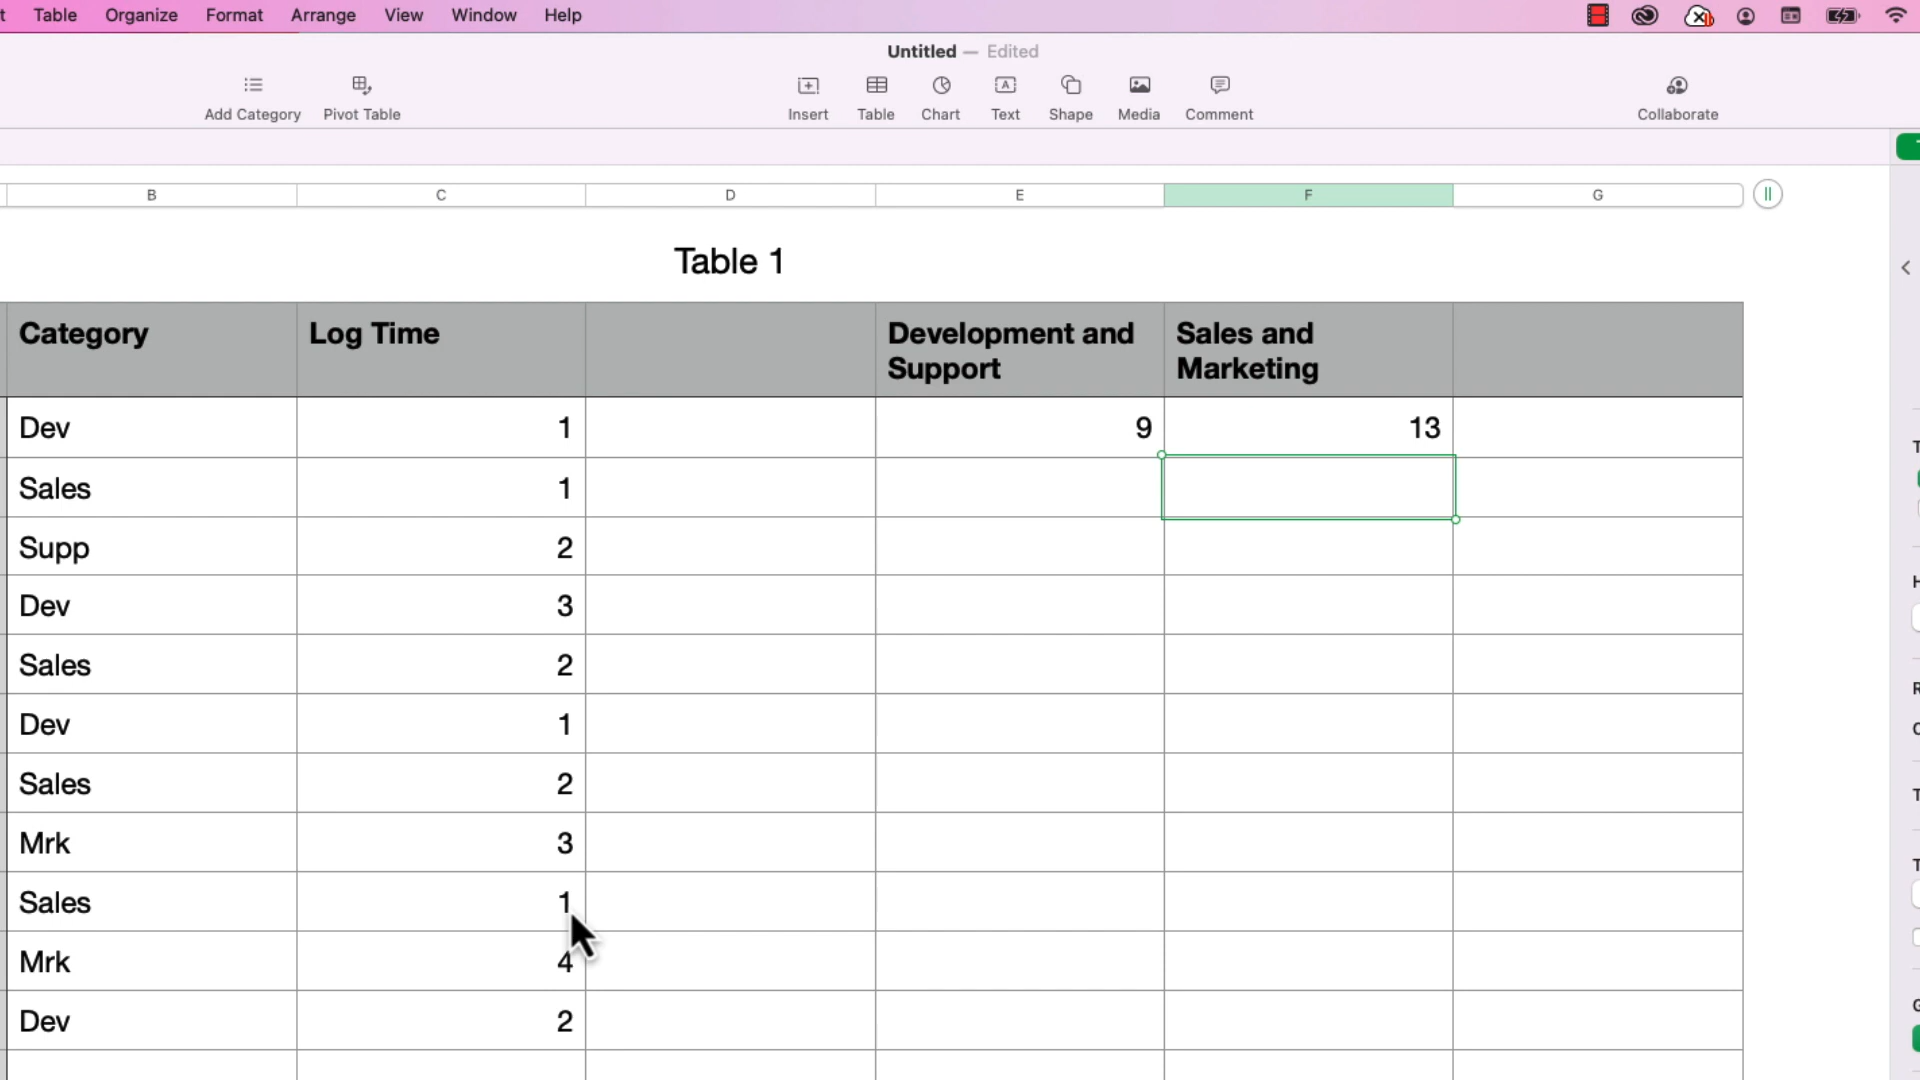 Table Organize Format Arrange View Window Help
Untitled — Edited
Add Category Pivot Table Insert Table Chart Text Shape Media Comment Collaborate
B C D E F G
Table 1
Category Log Time Development and Sales and
Support Marketing
Dev 1 9 13
Sales 1
Supp 2
Dev 3
Sales 2
Dev 1
Sales 2
Mrk 3
Sales 1
Mrk 4
Dev 2